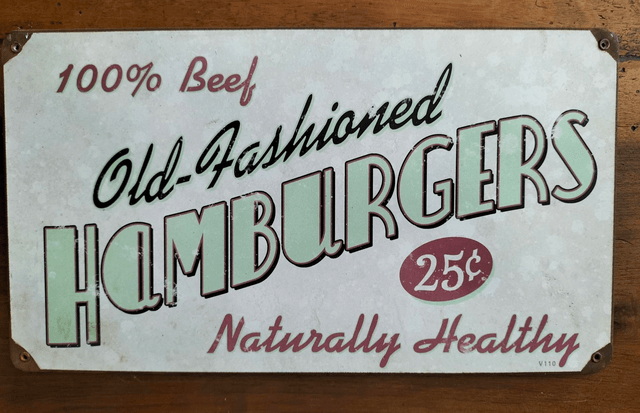 100% Beef
Old-Fashioned
HAMBURGERS
25¢
Naturally Healthy
V110